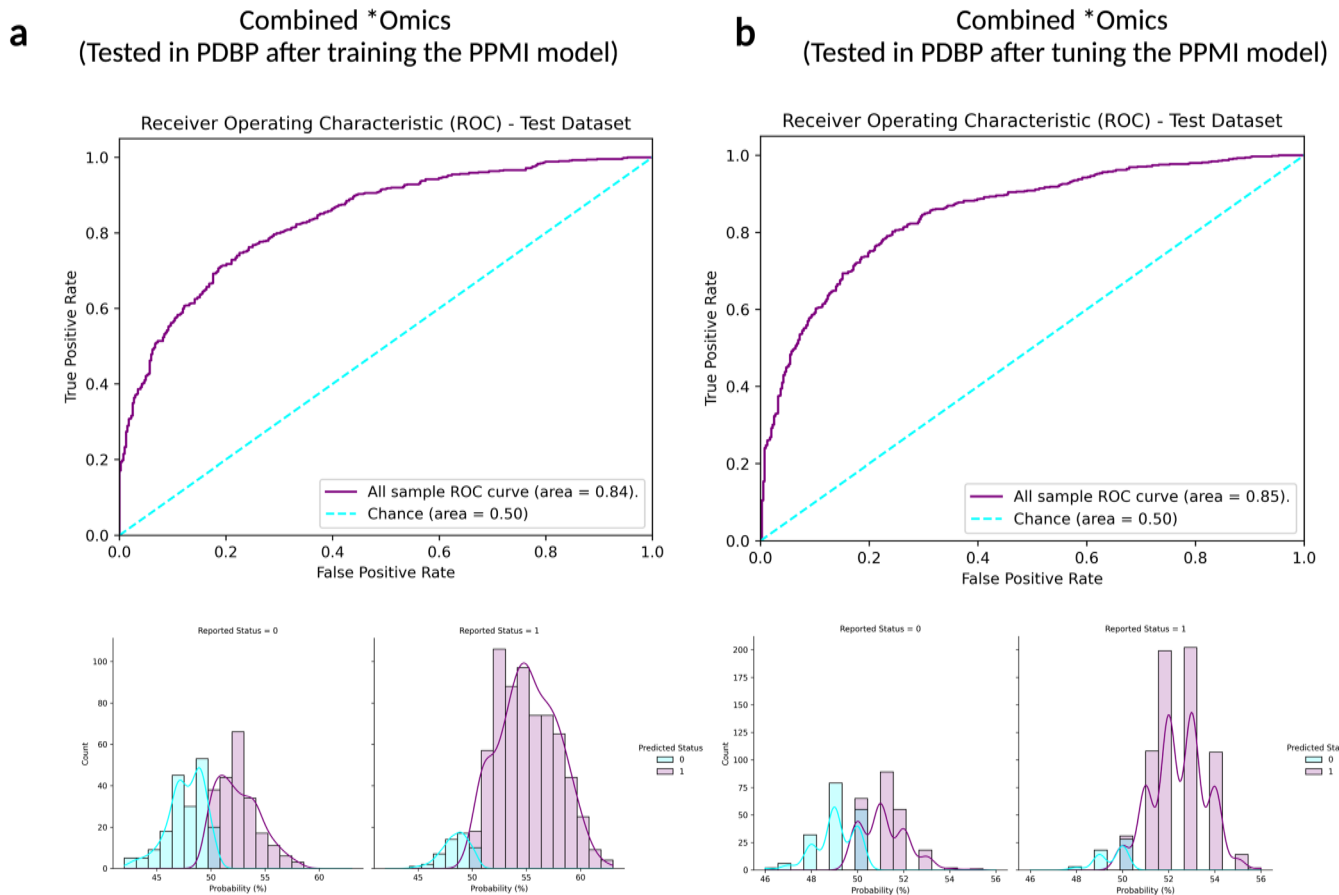 a
Combined *Omics
(Tested in PDBP after training the PPMI model)
Receiver Operating Characteristic (ROC) - Test Dataset
1.0
0.8
0.6
0.4
0.2
0.0
True Positive Rate
All sample ROC curve (area = 0.84).
Chance (area = 0.50)
0.0 0.2 0.4 0.6 0.8 1.0
False Positive Rate
Reported Status = 0
Reported Status = 1
100
80
60
40
20
0
Count
45 50 55 60
Probability (%)
45 50 55 60
Probability (%)
Predicted Status
0
1
b
Combined *Omics
(Tested in PDBP after tuning the PPMI model)
Receiver Operating Characteristic (ROC) - Test Dataset
1.0
0.8
0.6
0.4
0.2
0.0
True Positive Rate
All sample ROC curve (area = 0.85).
Chance (area = 0.50)
0.0 0.2 0.4 0.6 0.8 1.0
False Positive Rate
Reported Status = 0
Reported Status = 1
200
175
150
125
100
75
50
25
0
Count
46 48 50 52 54 56
Probability (%)
46 48 50 52 54 56
Probability (%)
Predicted Sta
0
1